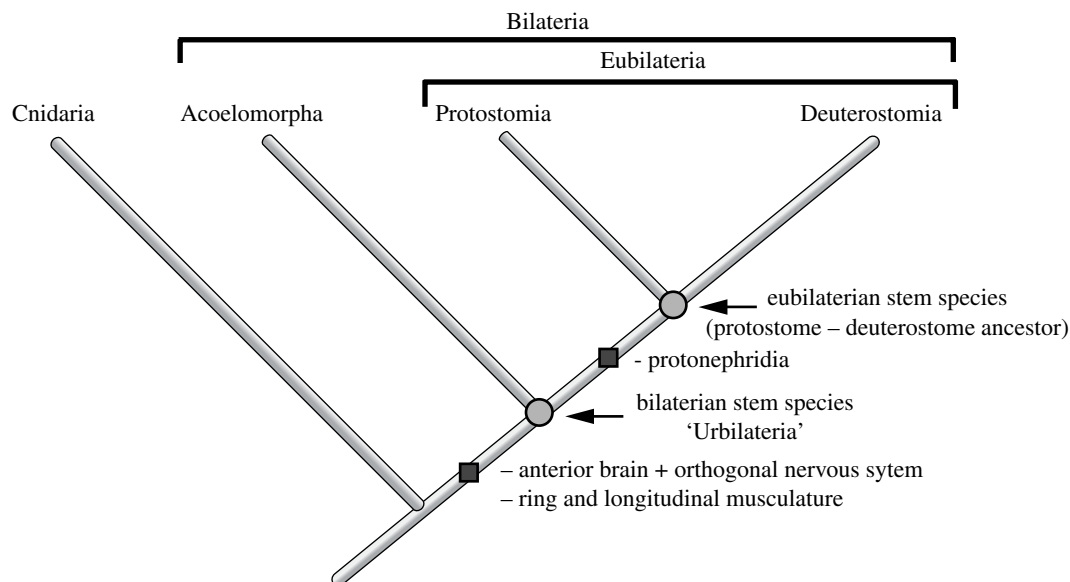 Bilateria
Eubilateria
Cnidaria
Acoelomorpha
Protostomia
Deuterostomia
eubilaterian stem species
(protostome – deuterostome ancestor)
- protonephridia
bilaterian stem species
‘Urbilateria’
– anterior brain + orthogonal nervous sytem
– ring and longitudinal musculature